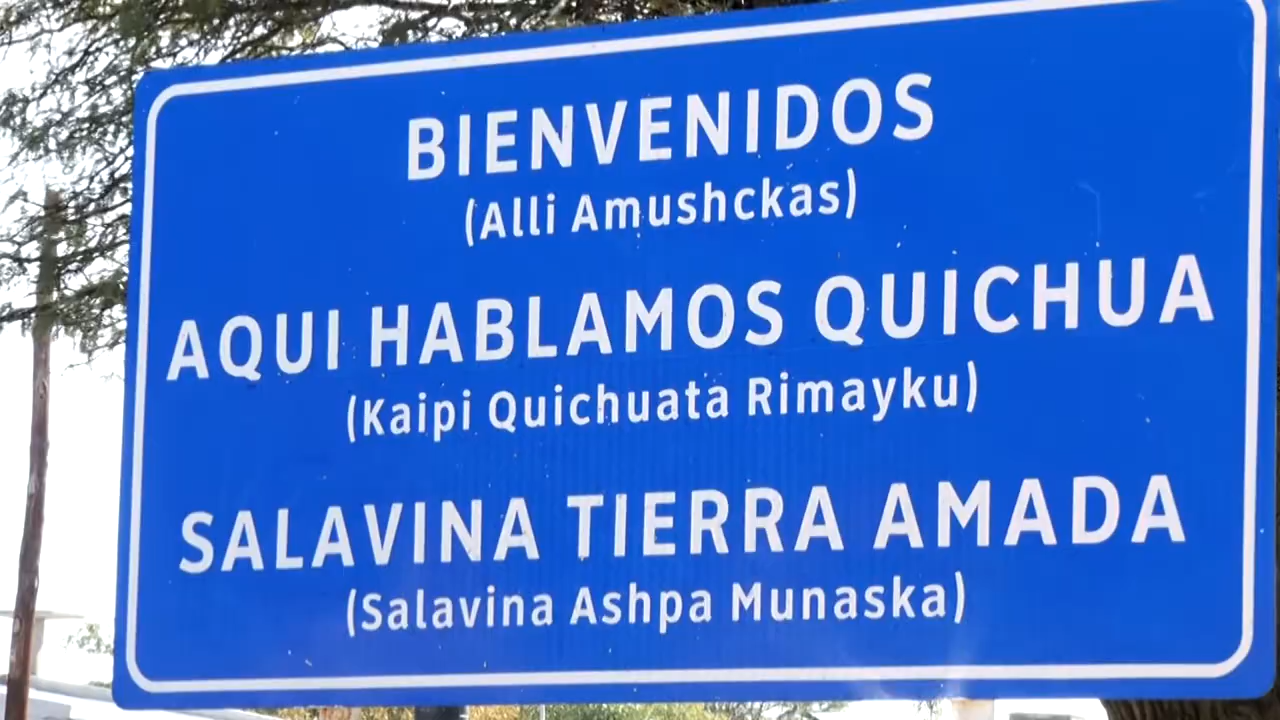 BIENVENIDOS
(Alli Amushckas)
AQUI HABLAMOS QUICHUA
(Kaipi Quichuata Rimayku)
SALAVINA TIERRA AMADA
(Salavina Ashpa Munaska)